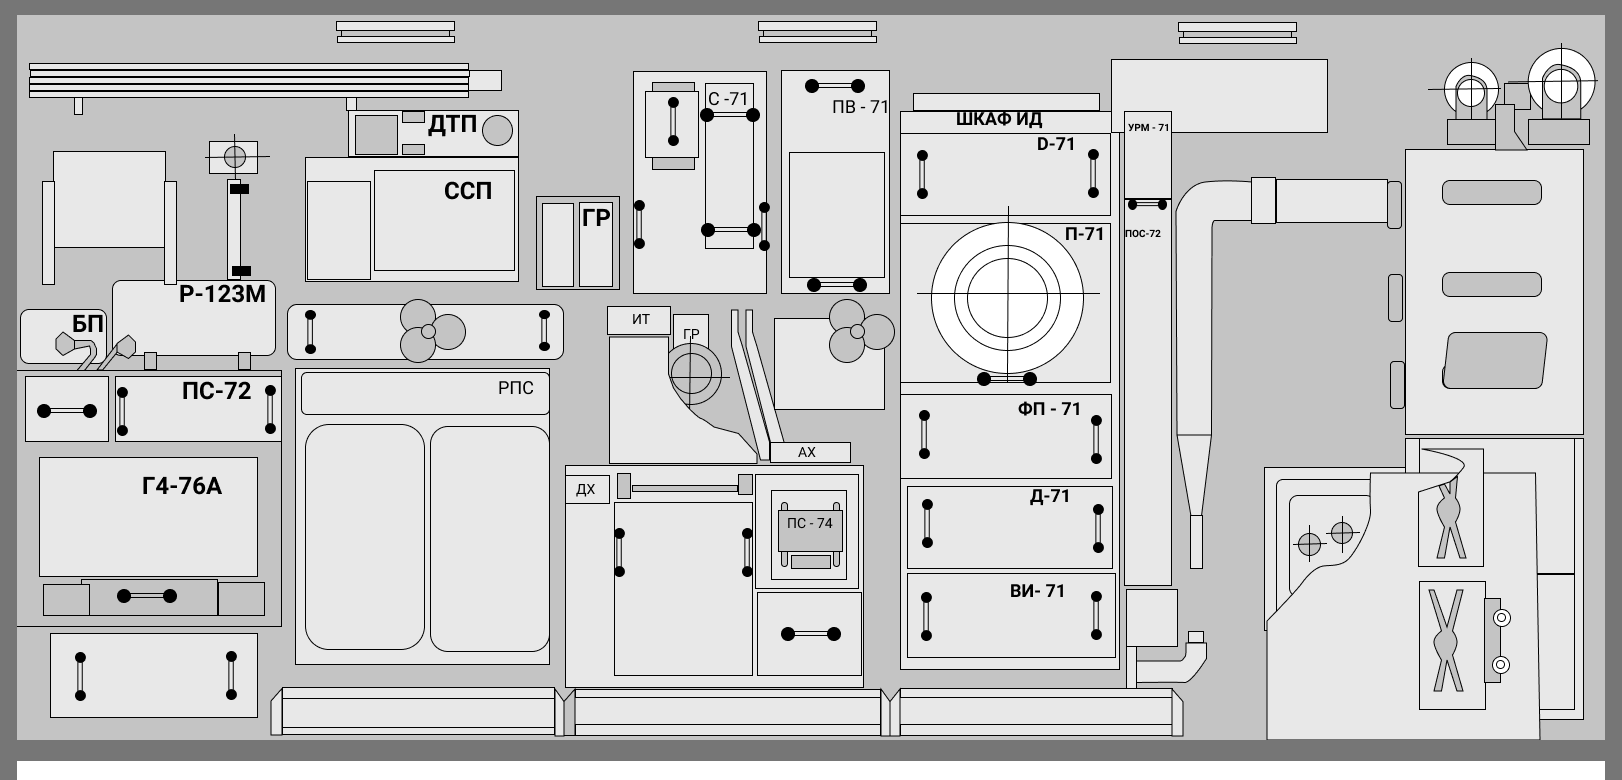 С -71
ПВ - 71
ДТП
ШКАФ ИД
УРМ - 71
D-71
ССП
ГР
П-71
ПОС-72
Р-123М
БП
ИТ
ГР
ПС-72
РПС
ФП - 71
АХ
Г4-76А
ДХ
Д-71
ПС - 74
ВИ- 71